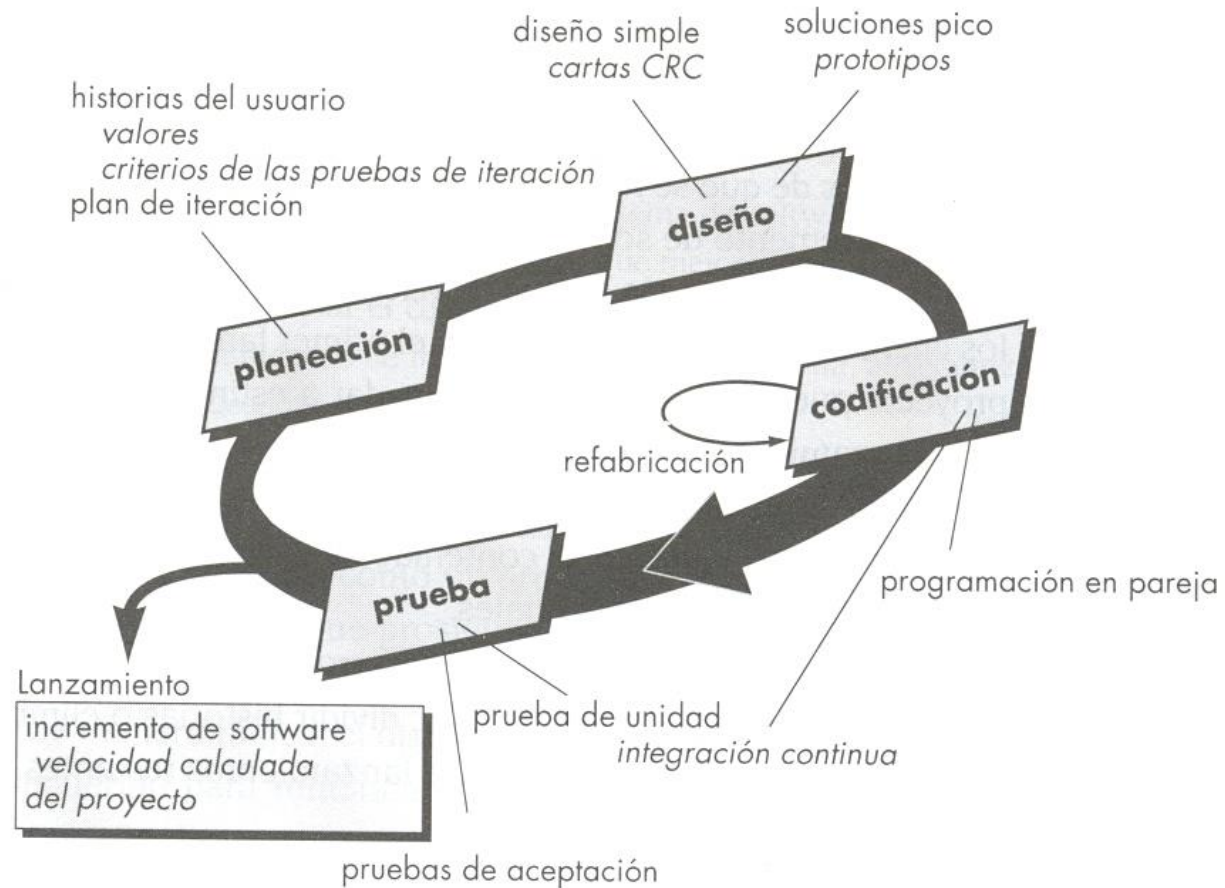 diseño simple
cartas CRC
soluciones pico
prototipos
historias del usuario
valores
criterios de las pruebas de iteración
plan de iteración
diseño
planeación
codificación
refabricación
programación en pareja
prueba
Lanzamiento
incremento de software
velocidad calculada
del proyecto
prueba de unidad
integración continua
pruebas de aceptación